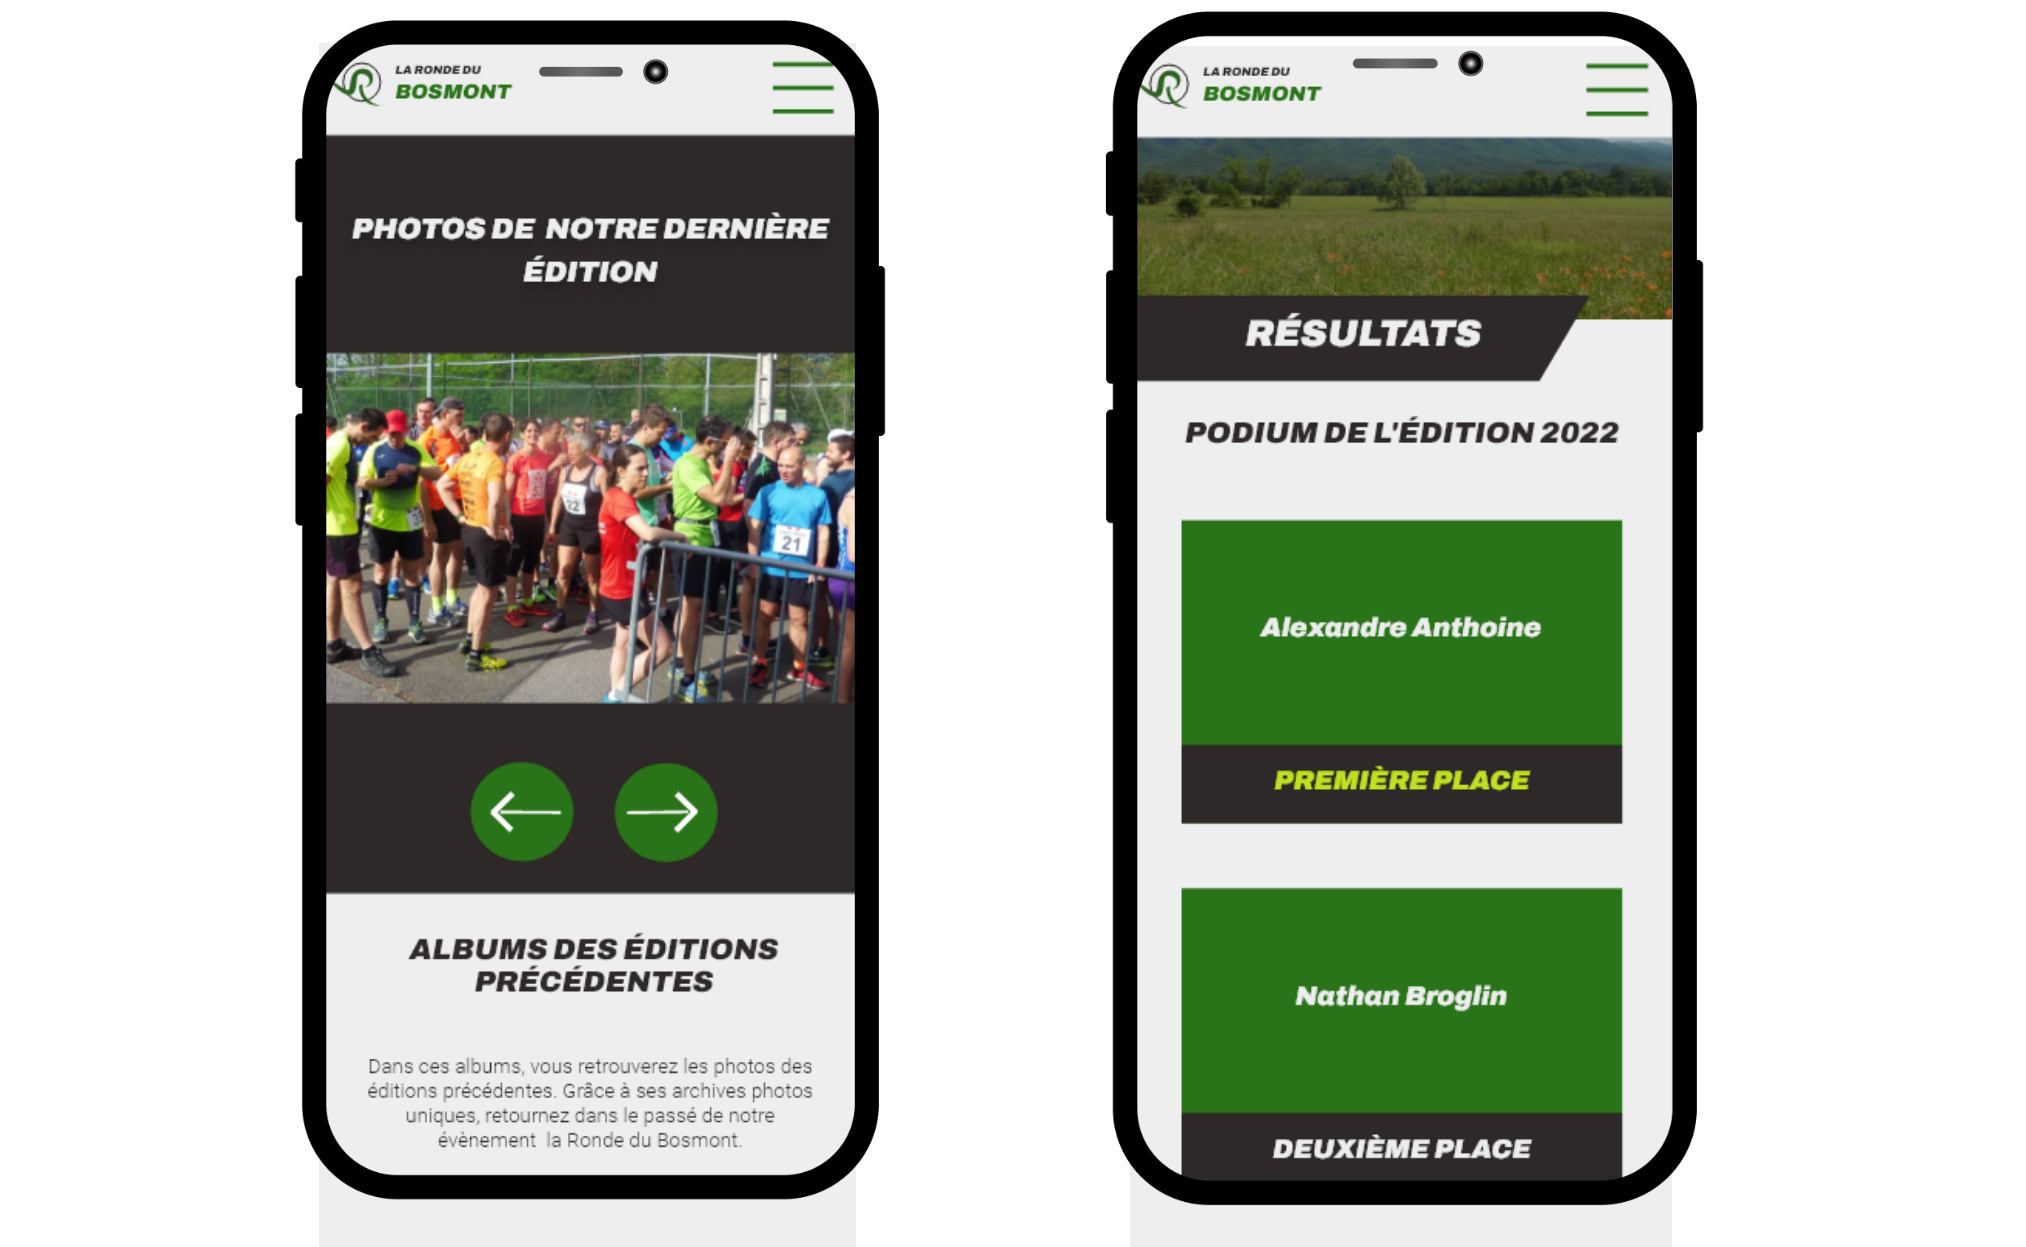 LA RONDE DU
BOSMONT
PHOTOS DE NOTRE DERNIÈRE
ÉDITION
22
21
ALBUMS DES ÉDITIONS
PRÉCÉDENTES
Dans ces albums, vous retrouverez les photos des
éditions précédentes. Grâce à ses archives photos
uniques, retournez dans le passé de notre
évènement la Ronde du Bosmont.
LA RONDE DU
BOSMONT
RÉSULTATS
PODIUM DE L'ÉDITION 2022
Alexandre Anthoine
PREMIÈRE PLACE
Nathan Broglin
DEUXIÈME PLACE